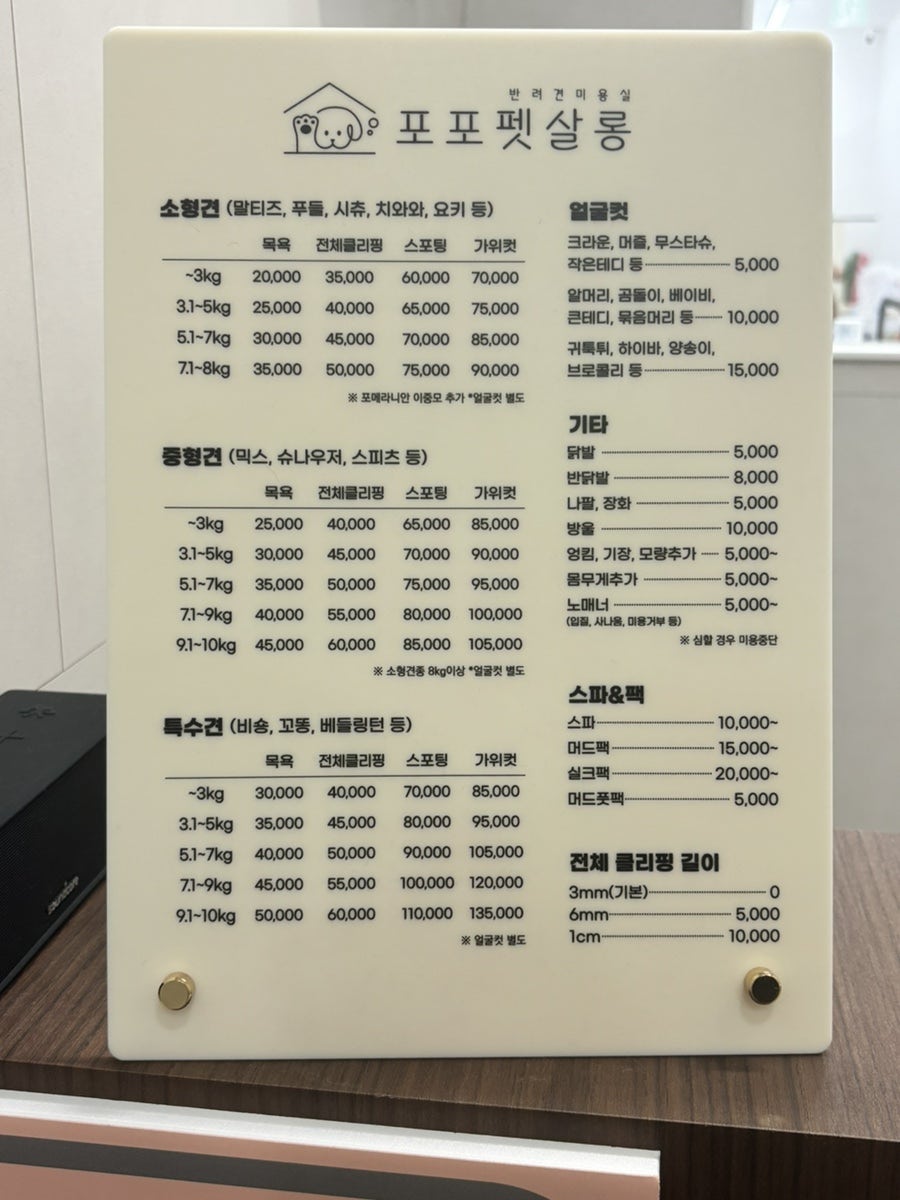 반려견미용실
포포펫살롱
소형견 (말티즈, 푸들, 시츄, 치와와, 요키 등)
목욕 전체클리핑 스포팅 가위컷
~3kg 20,000 35,000 60,000 70,000
3.1~5kg 25,000 40,000 65,000 75,000
5.1~7kg 30,000 45,000 70,000 85,000
7.1~8kg 35,000 50,000 75,000 90,000
※ 포메라니안 이중모 추가 *얼굴컷 별도
중형견 (믹스, 슈나우저, 스피츠 등)
목욕 전체클리핑 스포팅 가위컷
~3kg 25,000 40,000 65,000 85,000
3.1~5kg 30,000 45,000 70,000 90,000
5.1~7kg 35,000 50,000 75,000 95,000
7.1~9kg 40,000 55,000 80,000 100,000
9.1~10kg 45,000 60,000 85,000 105,000
※ 소형견종 8kg이상 *얼굴컷 별도
특수견 (비숑, 꼬똥, 베들링턴 등)
목욕 전체클리핑 스포팅 가위컷
~3kg 30,000 40,000 70,000 85,000
3.1~5kg 35,000 45,000 80,000 95,000
5.1~7kg 40,000 50,000 90,000 105,000
7.1~9kg 45,000 55,000 100,000 120,000
9.1~10kg 50,000 60,000 110,000 135,000
※ 얼굴컷 별도
얼굴컷
크라운, 머즐, 무스타슈,
작은테디 등 5,000
알머리, 곰돌이, 베이비,
큰테디, 묶음머리 등 10,000
귀툭튀, 하이바, 양송이,
브로콜리 등 15,000
기타
닭발 5,000
반닭발 8,000
나팔, 장화 5,000
방울 10,000
엉킴, 기장, 모량추가 5,000~
몸무게추가 5,000~
노매너 5,000~
(입질, 사나움, 미용거부 등)
※ 심할 경우 미용중단
스파&팩
스파 10,000~
머드팩 15,000~
실크팩 20,000~
머드풋팩 5,000
전체 클리핑 길이
3mm(기본) 0
6mm 5,000
1cm 10,000
soundcore